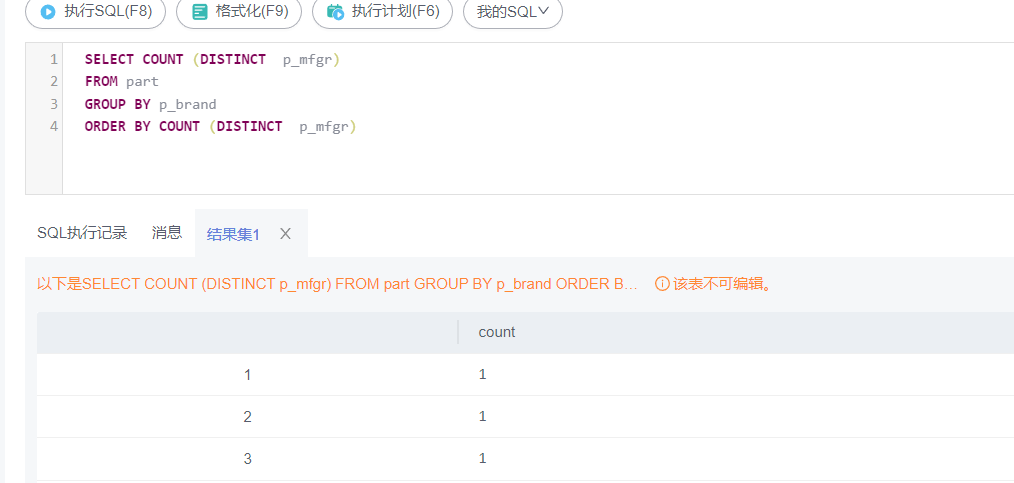 执行SQL(F8) 格式化(F9) 执行计划(F6) 我的SQL
1 SELECT COUNT (DISTINCT  p_mfgr)
2 FROM part
3 GROUP BY p_brand
4 ORDER BY COUNT (DISTINCT  p_mfgr)
SQL执行记录 消息 结果集1 X
以下是SELECT COUNT (DISTINCT p_mfgr) FROM part GROUP BY p_brand ORDER B... 该表不可编辑。
count
1 1
2 1
3 1